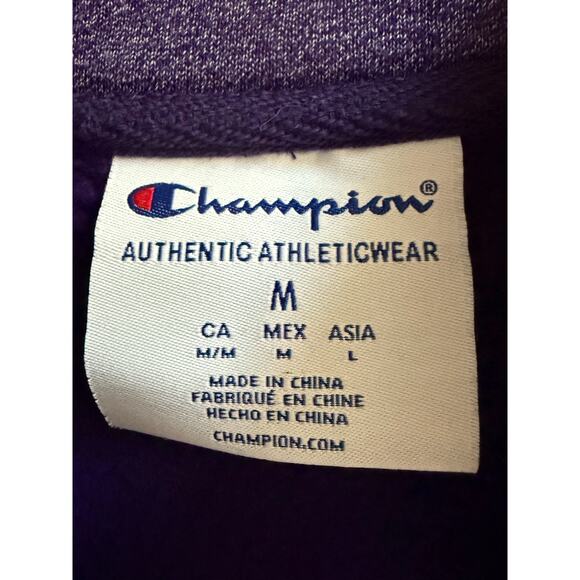 Champion®
AUTHENTIC ATHLETICWEAR
M
CA MEX ASIA
M/M M L
MADE IN CHINA
FABRIQUÉ EN CHINE
HECHO EN CHINA
CHAMPION.COM